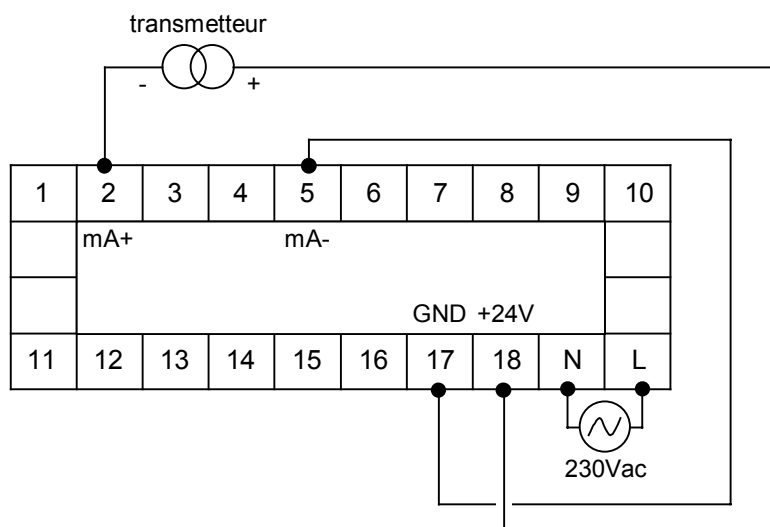 transmetteur
- +
1 2 3 4 5 6 7 8 9 10
mA+ mA-
GND +24V
11 12 13 14 15 16 17 18 N L
230Vac